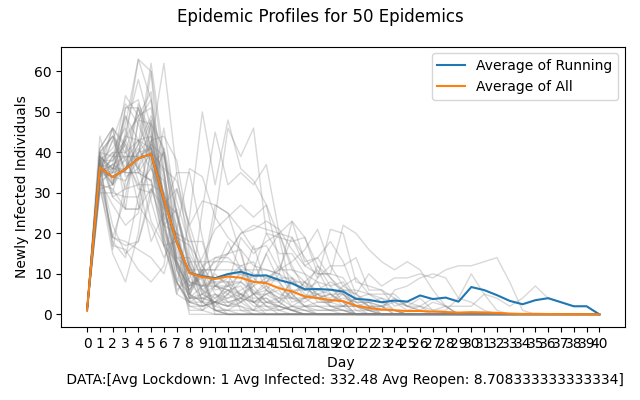 Epidemic Profiles for 50 Epidemics
Average of Running
Average of All
60
50
40
30
20
10
0
Newly Infected Individuals
0 1 2 3 4 5 6 7 8 9 10 11 12 13 14 15 16 17 18 19 20 21 22 23 24 25 26 27 28 29 30 31 32 33 34 35 36 37 38 39 40
Day
DATA:[Avg Lockdown: 1 Avg Infected: 332.48 Avg Reopen: 8.708333333333334]